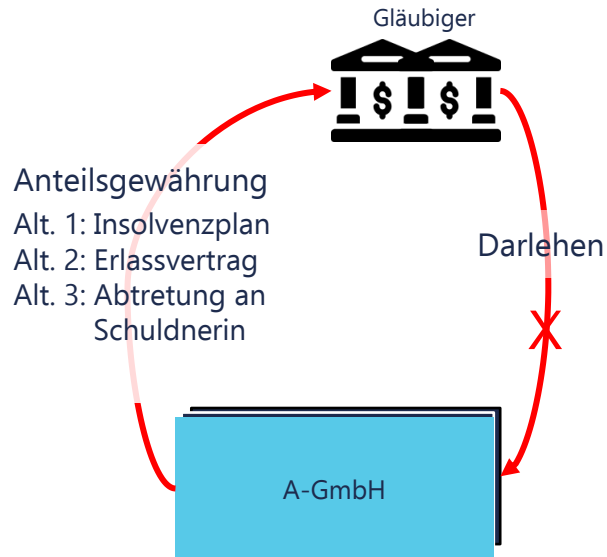 Gläubiger
$ $
Anteilsgewährung
Alt. 1: Insolvenzplan
Alt. 2: Erlassvertrag
Alt. 3: Abtretung an
Schuldnerin
Darlehen
X
A-GmbH